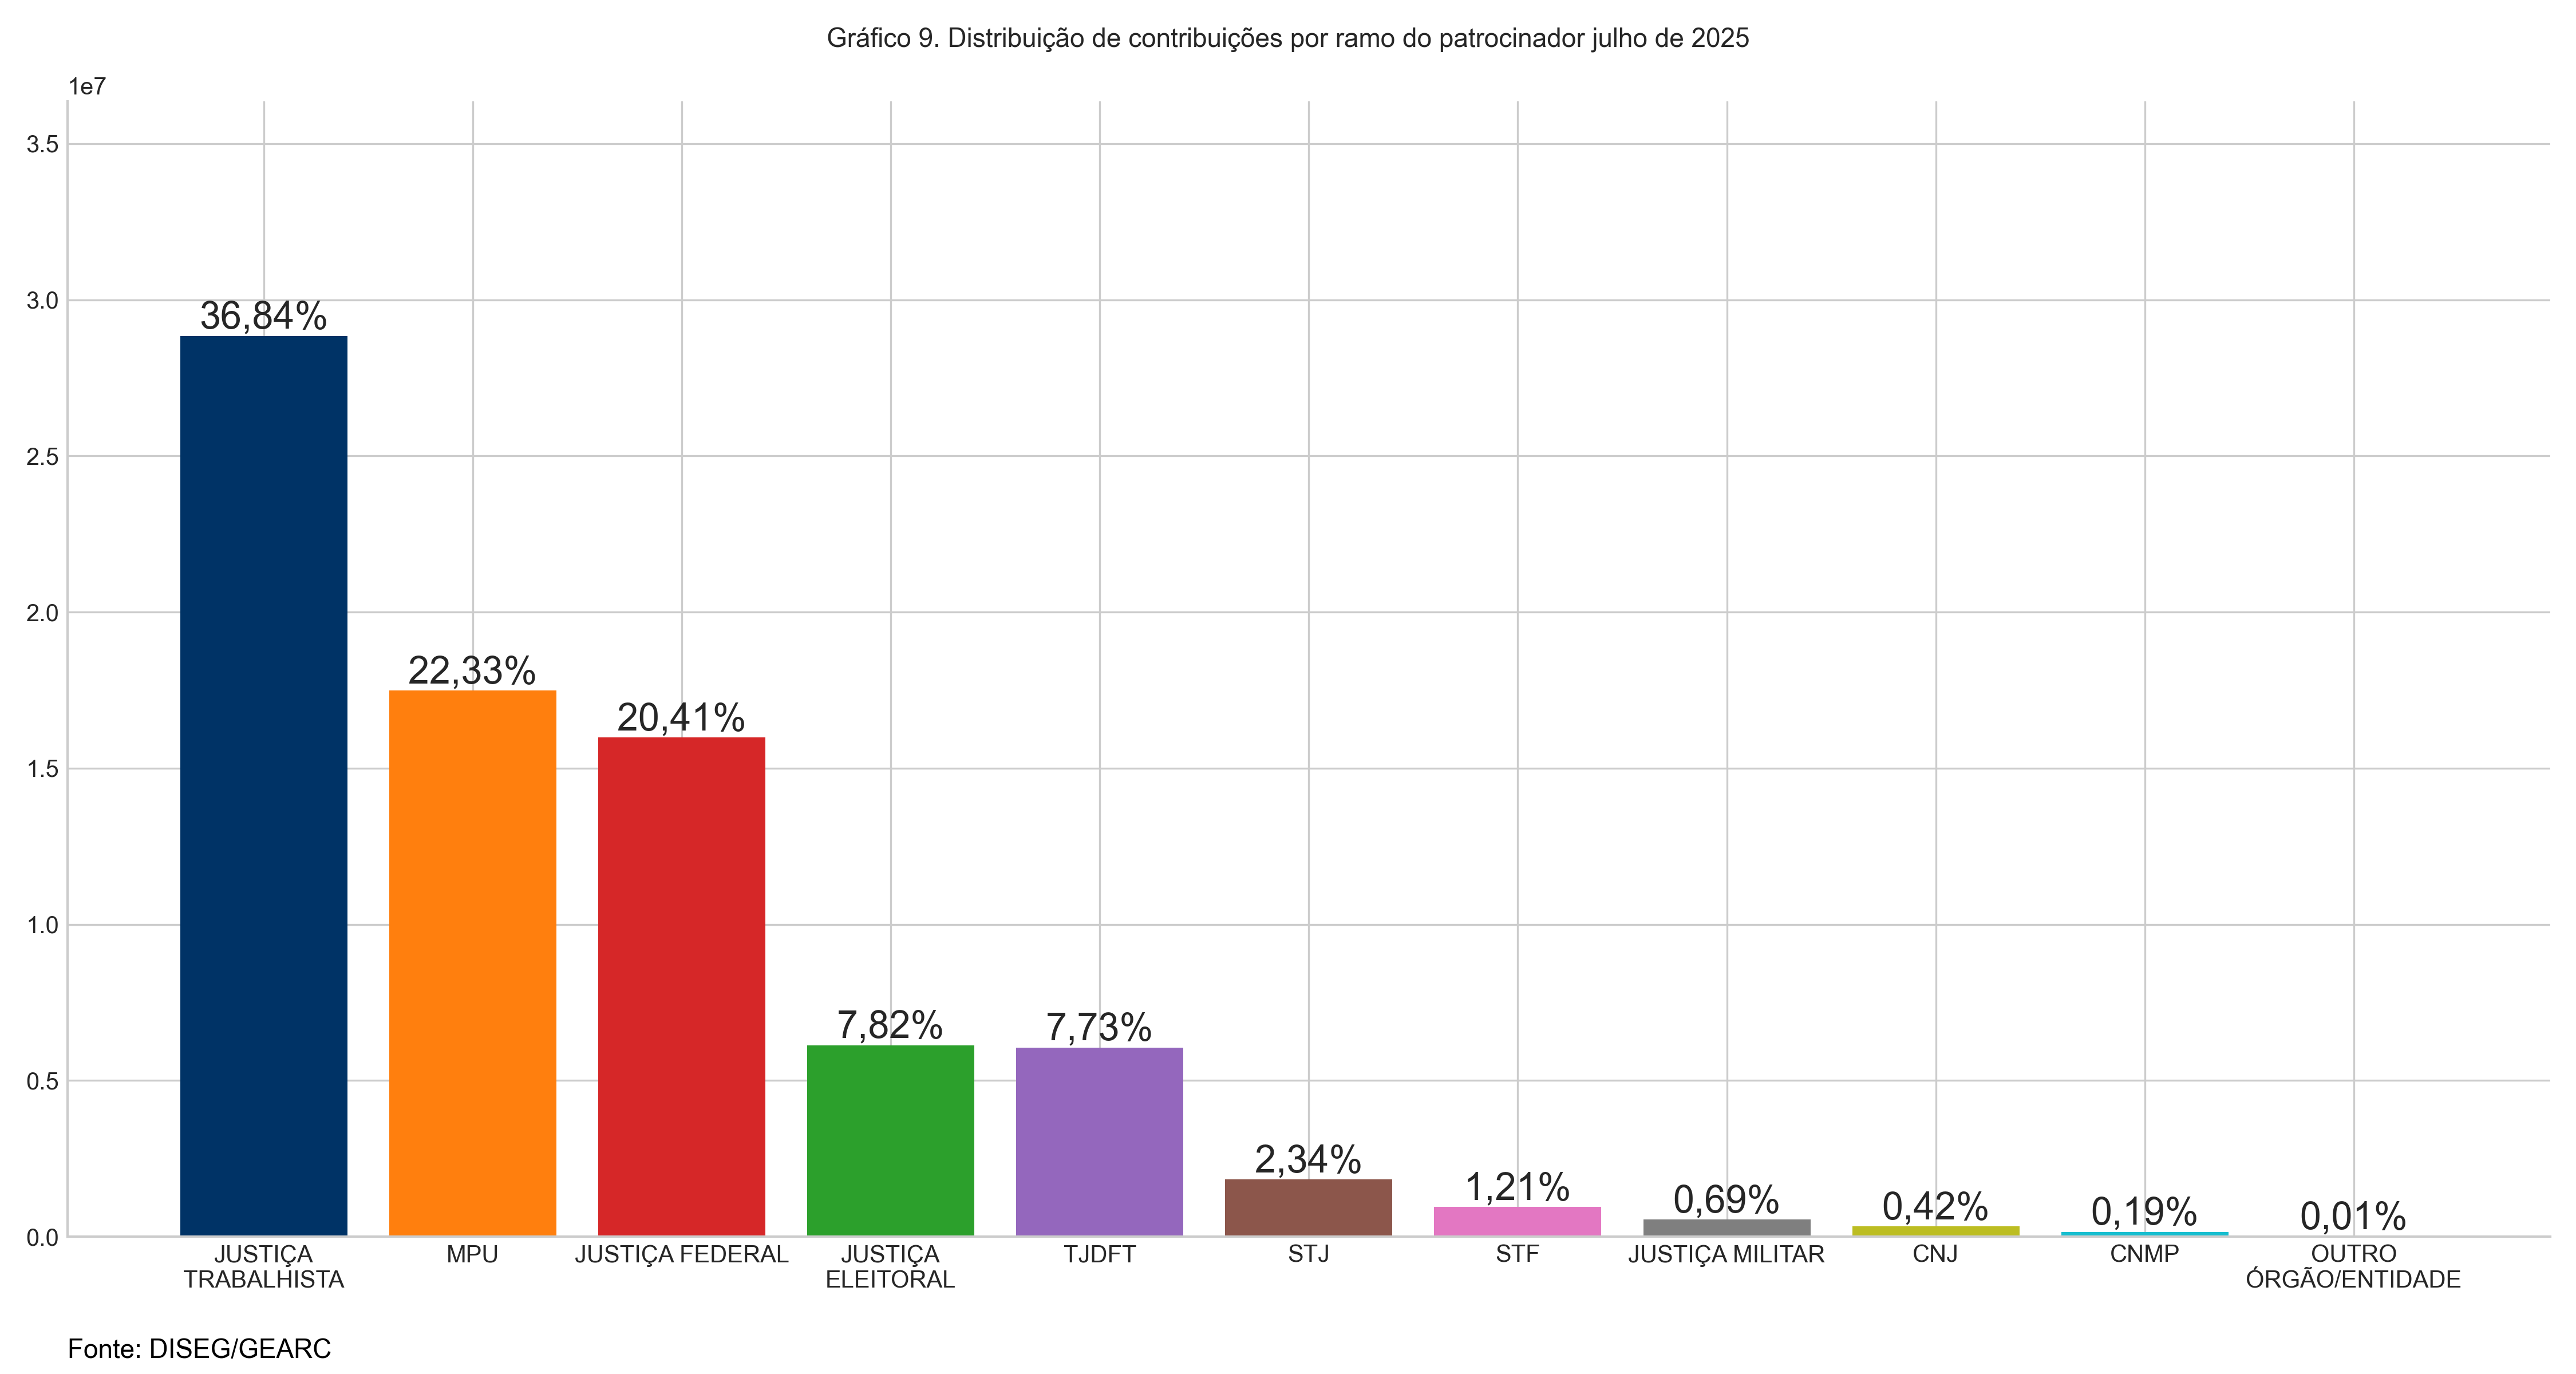 Gráfico 9. Distribuição de contribuições por ramo do patrocinador julho de 2025
1e7
3.5
3.0
2.5
2.0
1.5
1.0
0.5
0.0
36,84%
22,33%
20,41%
7,82%
7,73%
2,34%
1,21%
0,69%
0,42%
0,19%
0,01%
JUSTIÇA
TRABALHISTA
MPU
JUSTIÇA FEDERAL
JUSTIÇA
ELEITORAL
TJDFT
STJ
STF
JUSTIÇA MILITAR
CNJ
CNMP
OUTRO
ÓRGÃO/ENTIDADE
Fonte: DISEG/GEARC